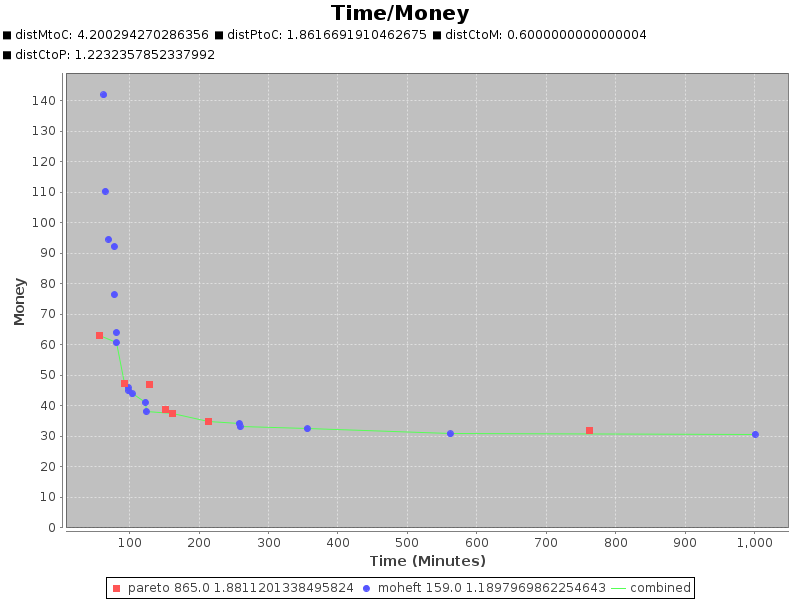 Time/Money
distMtoC: 4.200294270286356 distPtoC: 1.8616691910462675 distCtoM: 0.6000000000000004
distCtoP: 1.2232357852337992
140
130
120
110
100
90
80
70
60
50
40
30
20
10
0
Money
100 200 300 400 500 600 700 800 900 1,000
Time (Minutes)
pareto 865.0 1.8811201338495824 moheft 159.0 1.1897969862254643 combined